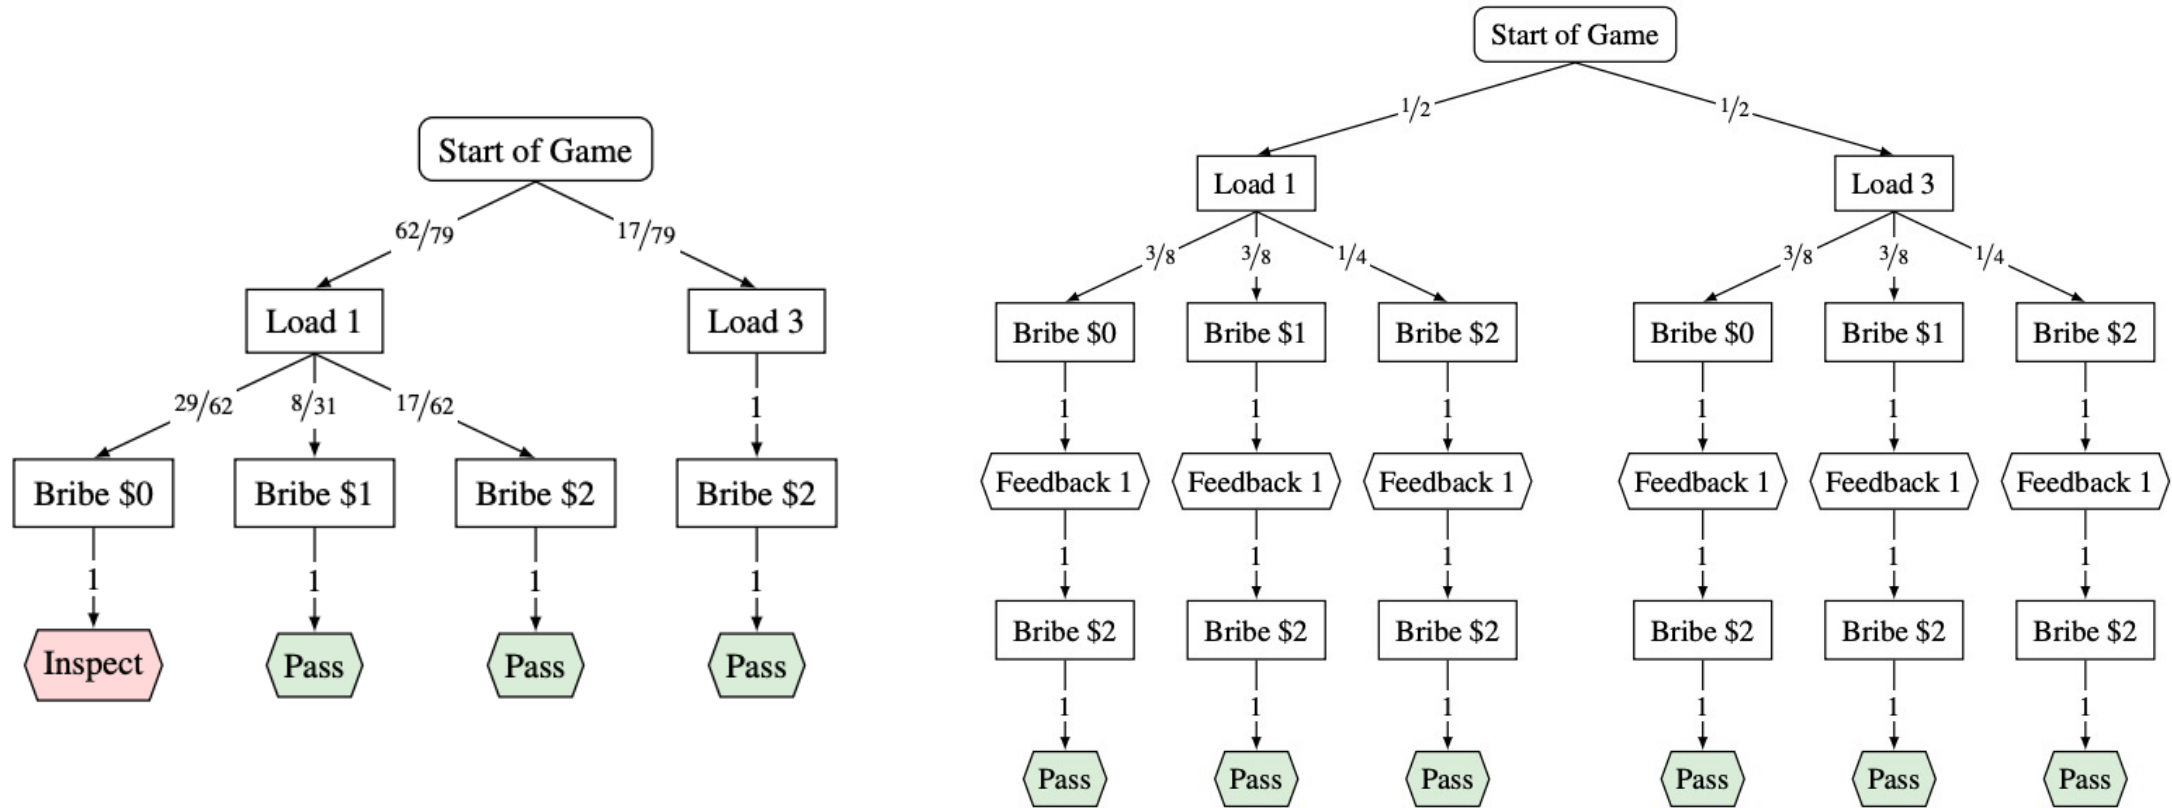 Start of Game
62/79
17/79
Load 1
Load 3
29/62
8/31
17/62
1
Bribe $0
Bribe $1
Bribe $2
Bribe $2
1
1
1
1
Inspect
Pass
Pass
Pass
Start of Game
1/2
1/2
Load 1
Load 3
3/8
3/8
1/4
3/8
3/8
1/4
Bribe $0
Bribe $1
Bribe $2
Bribe $0
Bribe $1
Bribe $2
1
1
1
1
1
1
Feedback 1
Feedback 1
Feedback 1
Feedback 1
Feedback 1
Feedback 1
1
1
1
1
1
1
Bribe $2
Bribe $2
Bribe $2
Bribe $2
Bribe $2
Bribe $2
1
1
1
1
1
1
Pass
Pass
Pass
Pass
Pass
Pass